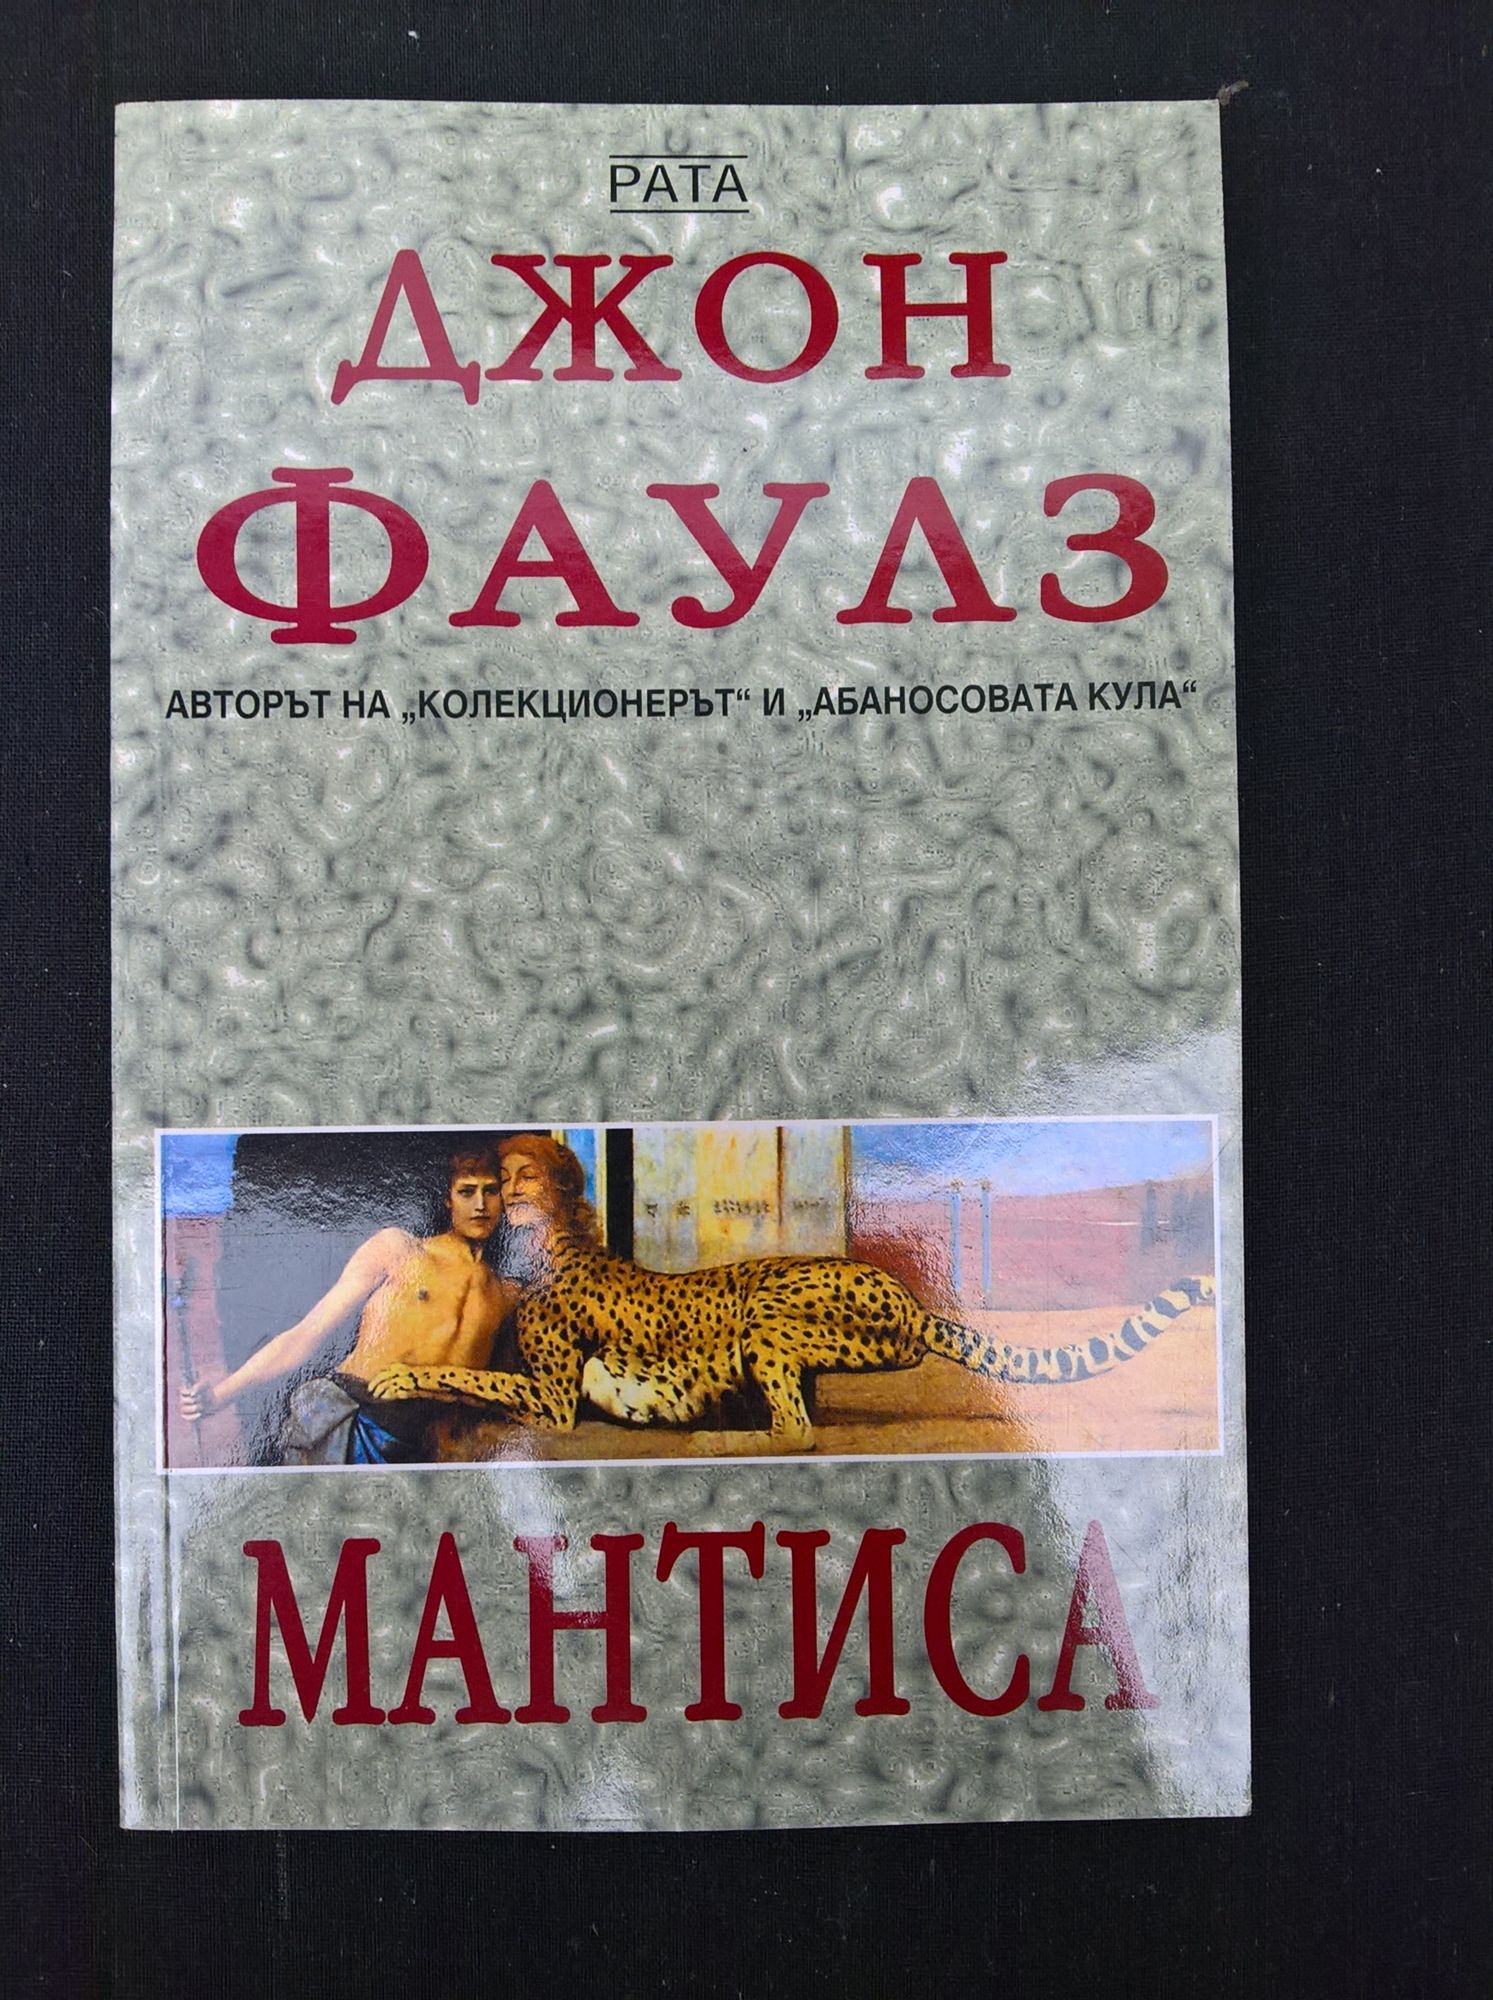 РАТА
ДЖОН
ФАУЛЗ
АВТОРЪТ НА „КОЛЕКЦИОНЕРЪТ“ И „АБАНОСОВАТА КУЛА“
МАНТИСА